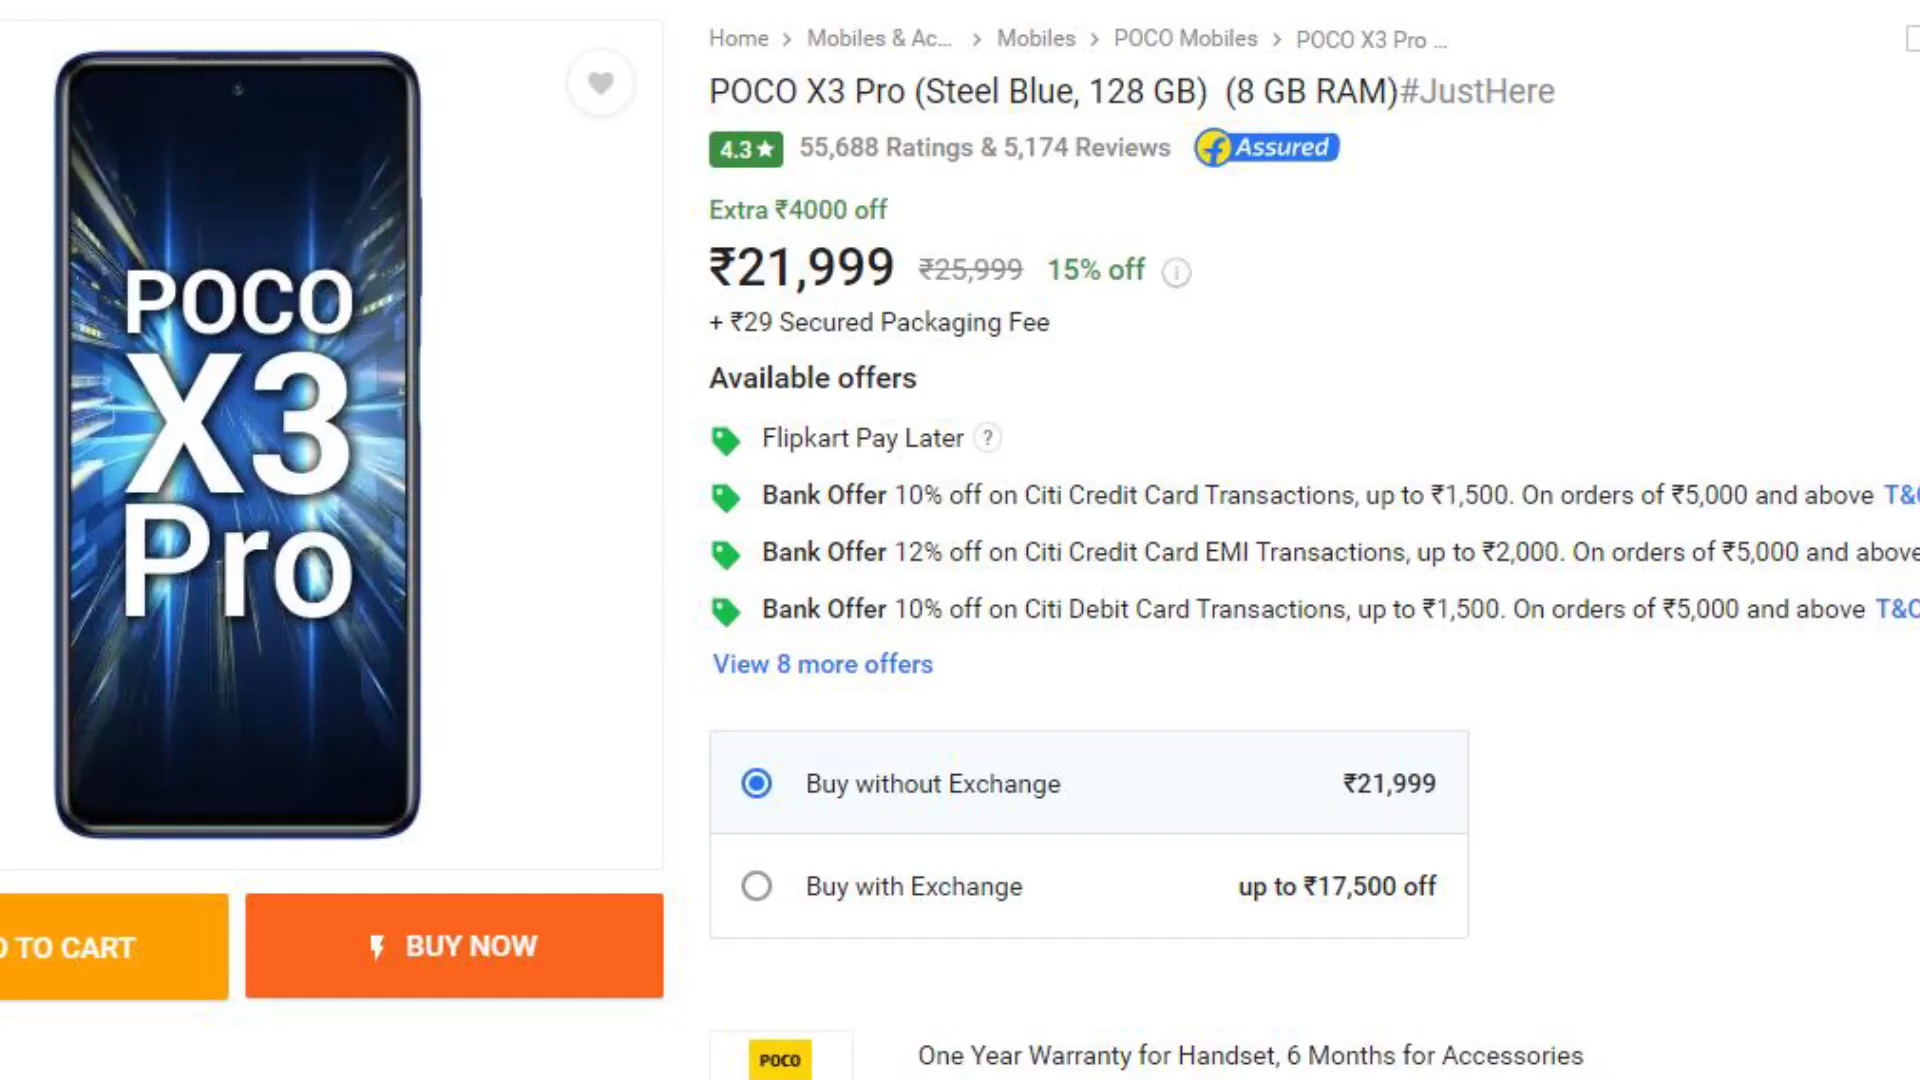 Home > Mobiles & Ac... > Mobiles > POCO Mobiles > POCO X3 Pro ...
POCO X3 Pro (Steel Blue, 128 GB) (8 GB RAM)#JustHere
4.3★ 55,688 Ratings & 5,174 Reviews f Assured
Extra ₹4000 off
₹21,999 ₹25,999 15% off i
+ ₹29 Secured Packaging Fee
Available offers
Flipkart Pay Later ?
Bank Offer 10% off on Citi Credit Card Transactions, up to ₹1,500. On orders of ₹5,000 and above T&
Bank Offer 12% off on Citi Credit Card EMI Transactions, up to ₹2,000. On orders of ₹5,000 and above
Bank Offer 10% off on Citi Debit Card Transactions, up to ₹1,500. On orders of ₹5,000 and above T&C
View 8 more offers
Buy without Exchange ₹21,999
Buy with Exchange up to ₹17,500 off
POCO
X3
Pro
TO CART
BUY NOW
POCO
One Year Warranty for Handset, 6 Months for Accessories